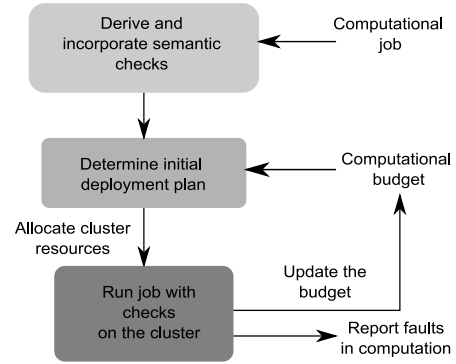 Derive and
incorporate semantic
checks
Computational
job
Determine initial
deployment plan
Computational
budget
Allocate cluster
resources
Run job with
checks
on the cluster
Update the
budget
Report faults
in computation